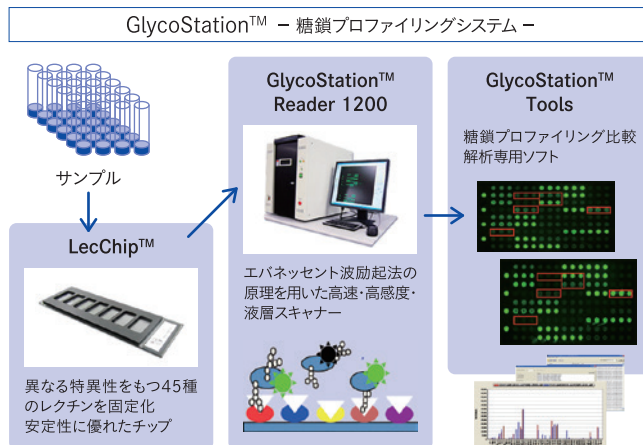 GlycoStation™ − 糖鎖プロファイリングシステム −
サンプル
LecChip™
異なる特異性をもつ45種
のレクチンを固定化
安定性に優れたチップ
GlycoStation™
Reader 1200
エバネッセント波励起法の
原理を用いた高速・高感度・
液層スキャナー
GlycoStation™
Tools
糖鎖プロファイリング比較
解析専用ソフト